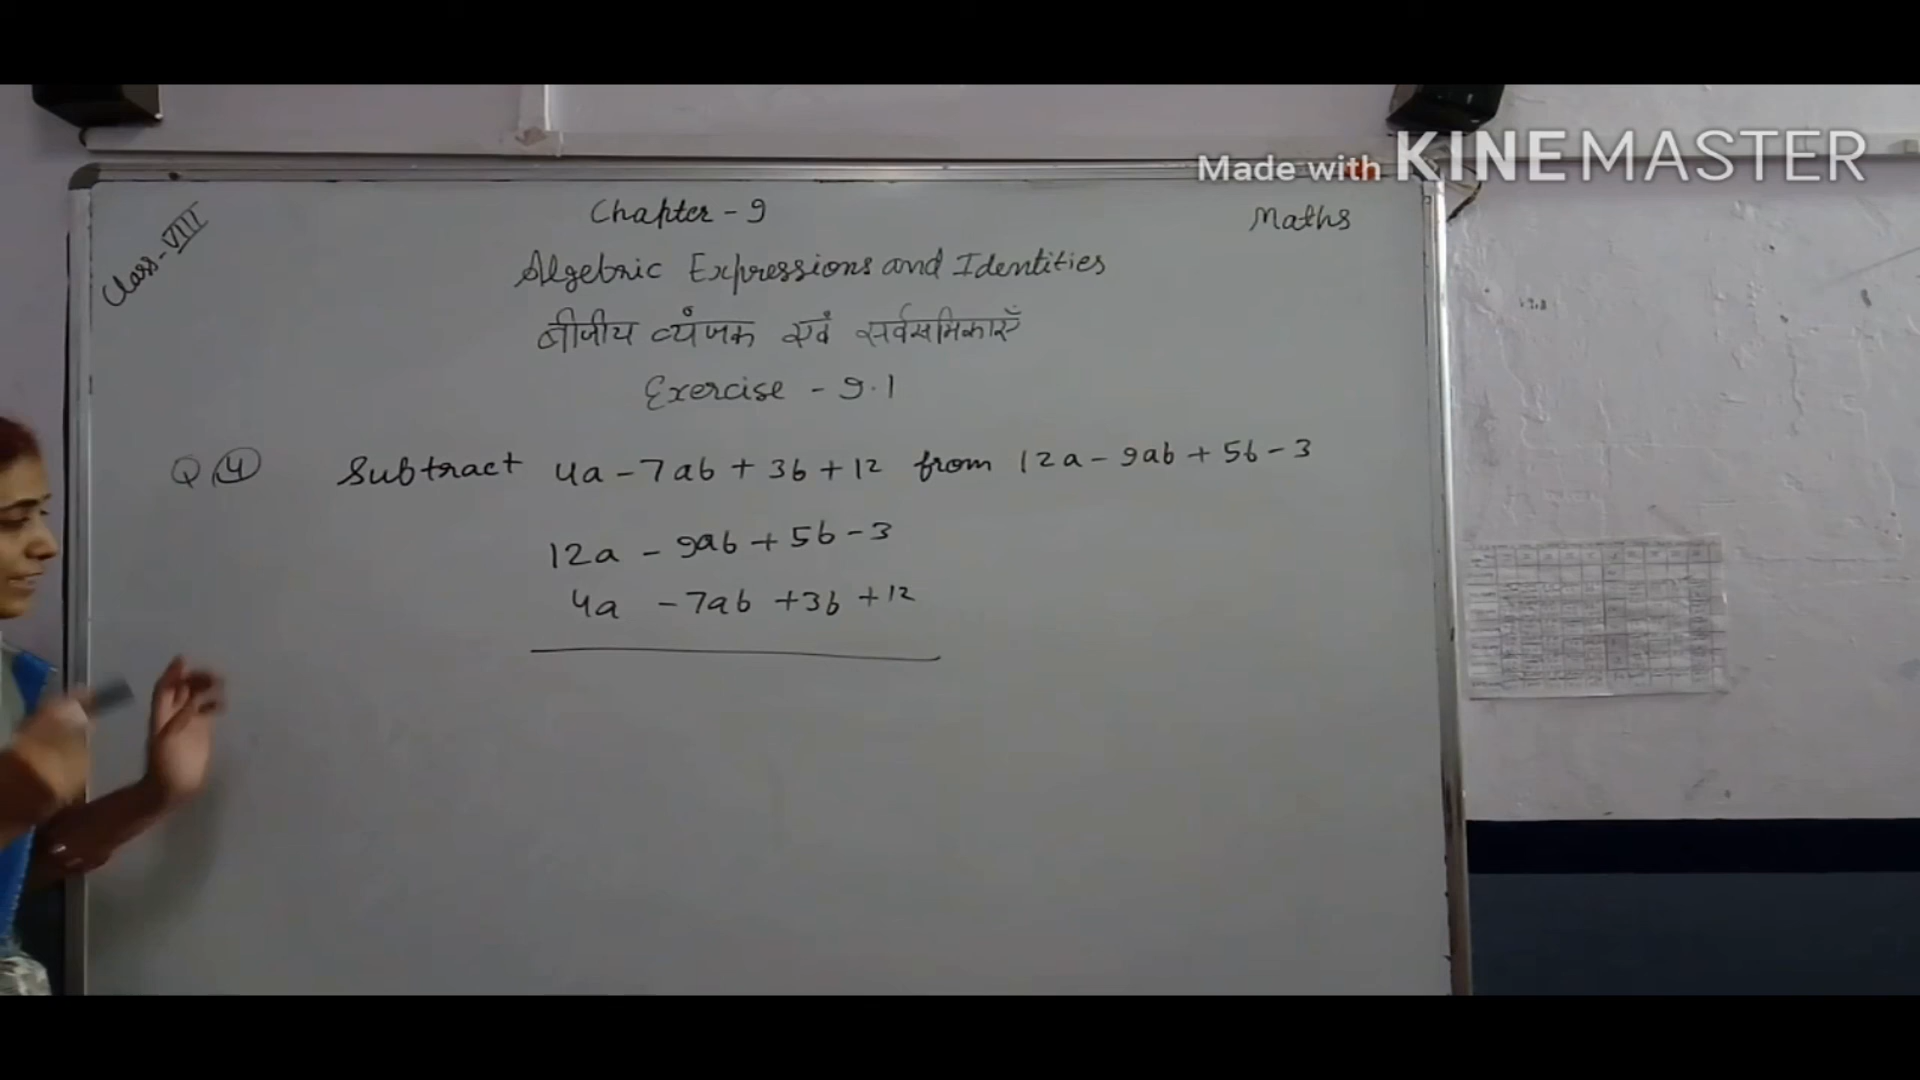 Made with KINEMASTER
Class-VIII
Chapter - 9
Maths
Algebric Expressions and Identities
बीजीय व्यंजक एवं सर्वसमिकाएँ
Exercise - 9.1
Q 4 Subtract 4a - 7ab + 3b + 12 from 12a - 9ab + 5b - 3
12a - 9ab + 5b - 3
4a - 7ab + 3b + 12